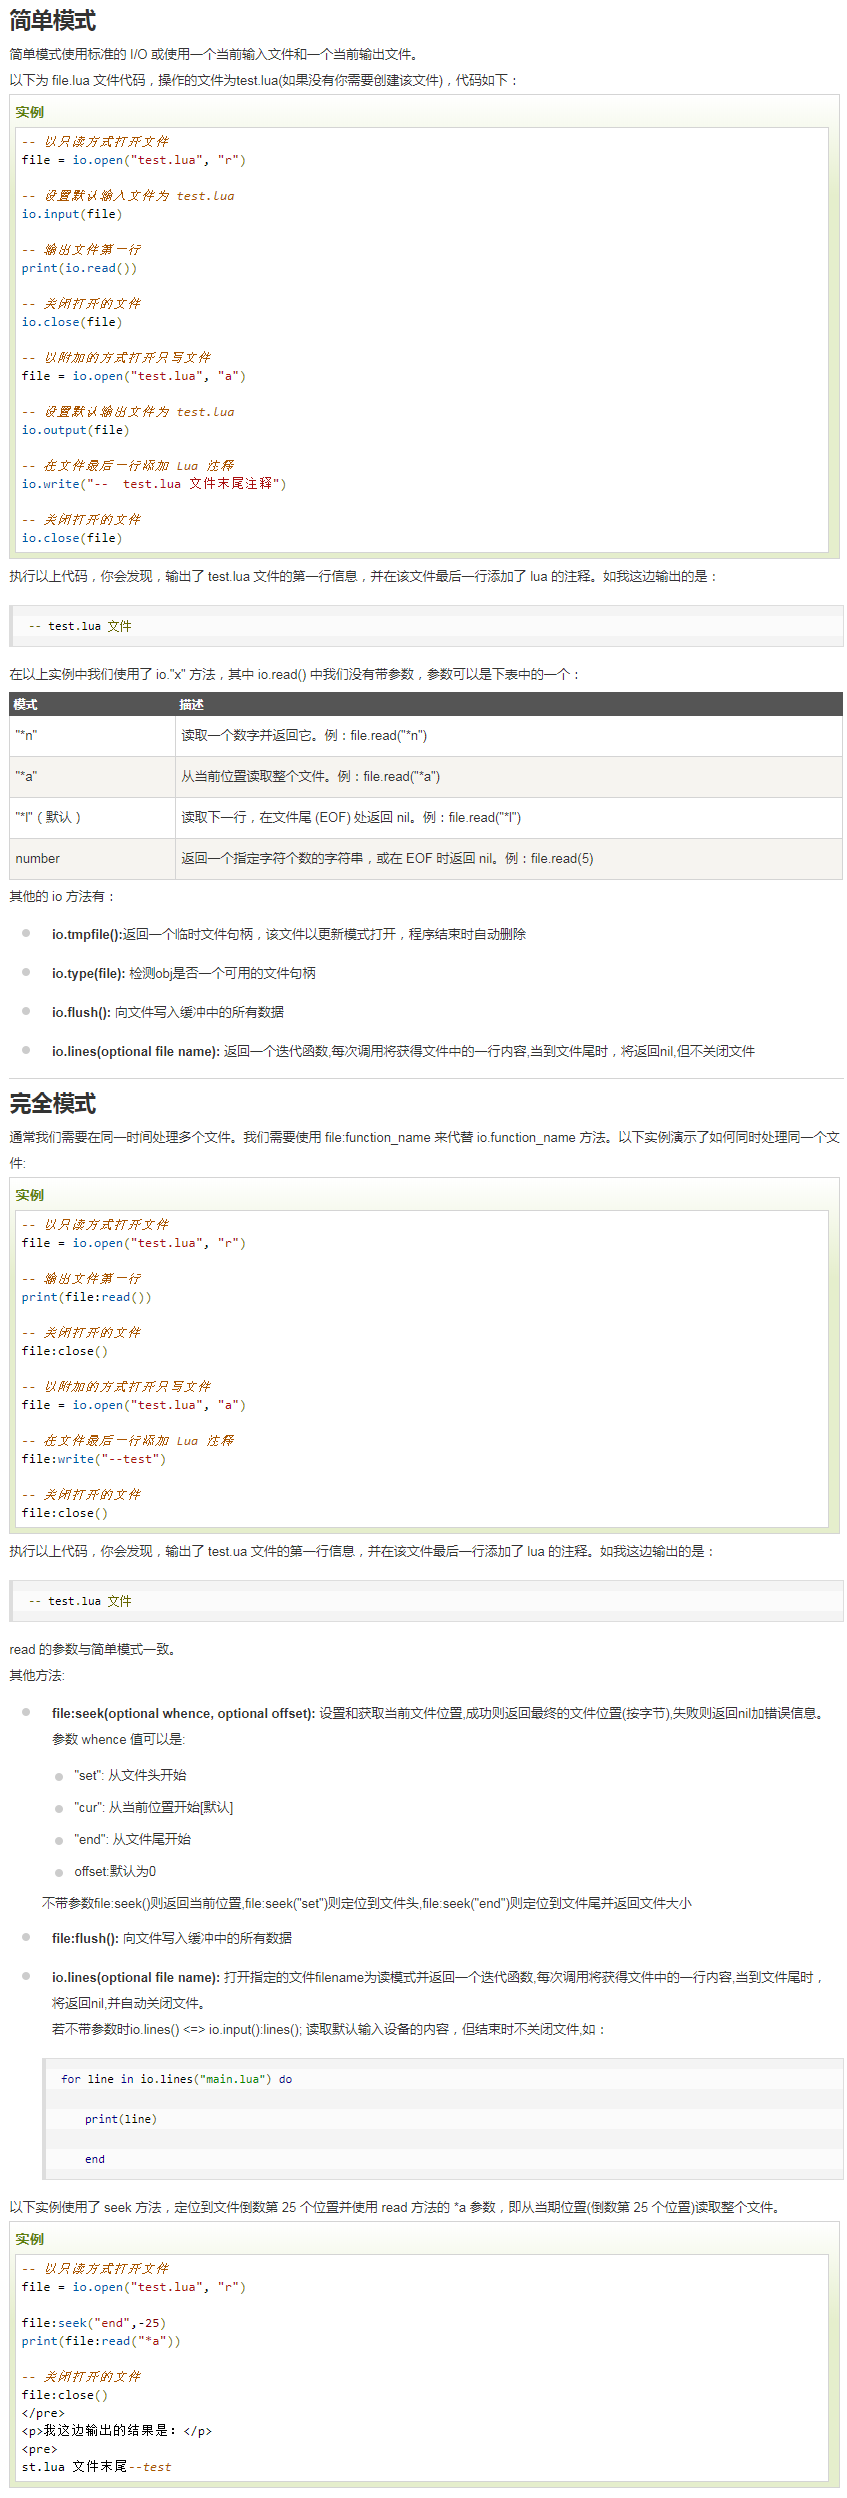 简单模式
简单模式使用标准的 I/O 或使用一个当前输入文件和一个当前输出文件。
以下为 file.lua 文件代码，操作的文件为test.lua(如果没有你需要创建该文件)，代码如下：
实例
-- 以只读方式打开文件
file = io.open("test.lua", "r")
-- 设置默认输入文件为 test.lua
io.input(file)
-- 输出文件第一行
print(io.read())
-- 关闭打开的文件
io.close(file)
-- 以附加的方式打开只写文件
file = io.open("test.lua", "a")
-- 设置默认输出文件为 test.lua
io.output(file)
-- 在文件最后一行添加 Lua 注释
io.write("--  test.lua 文件末尾注释")
-- 关闭打开的文件
io.close(file)
执行以上代码，你会发现，输出了 test.lua 文件的第一行信息，并在该文件最后一行添加了 lua 的注释。如我这边输出的是：
-- test.lua 文件
在以上实例中我们使用了 io."x" 方法，其中 io.read() 中我们没有带参数，参数可以是下表中的一个：
模式 描述
"*n" 读取一个数字并返回它。例：file.read("*n")
"*a" 从当前位置读取整个文件。例：file.read("*a")
"*l"（默认） 读取下一行，在文件尾 (EOF) 处返回 nil。例：file.read("*l")
number 返回一个指定字符个数的字符串，或在 EOF 时返回 nil。例：file.read(5)
其他的 io 方法有：
io.tmpfile():返回一个临时文件句柄，该文件以更新模式打开，程序结束时自动删除
io.type(file): 检测obj是否一个可用的文件句柄
io.flush(): 向文件写入缓冲中的所有数据
io.lines(optional file name): 返回一个迭代函数,每次调用将获得文件中的一行内容,当到文件尾时，将返回nil,但不关闭文件
完全模式
通常我们需要在同一时间处理多个文件。我们需要使用 file:function_name 来代替 io.function_name 方法。以下实例演示了如何同时处理同一个文
件:
实例
-- 以只读方式打开文件
file = io.open("test.lua", "r")
-- 输出文件第一行
print(file:read())
-- 关闭打开的文件
file:close()
-- 以附加的方式打开只写文件
file = io.open("test.lua", "a")
-- 在文件最后一行添加 Lua 注释
file:write("--test")
-- 关闭打开的文件
file:close()
执行以上代码，你会发现，输出了 test.ua 文件的第一行信息，并在该文件最后一行添加了 lua 的注释。如我这边输出的是：
-- test.lua 文件
read 的参数与简单模式一致。
其他方法:
file:seek(optional whence, optional offset): 设置和获取当前文件位置,成功则返回最终的文件位置(按字节),失败则返回nil加错误信息。
参数 whence 值可以是:
"set": 从文件头开始
"cur": 从当前位置开始[默认]
"end": 从文件尾开始
offset:默认为0
不带参数file:seek()则返回当前位置,file:seek("set")则定位到文件头,file:seek("end")则定位到文件尾并返回文件大小
file:flush(): 向文件写入缓冲中的所有数据
io.lines(optional file name): 打开指定的文件filename为读模式并返回一个迭代函数,每次调用将获得文件中的一行内容,当到文件尾时，
将返回nil,并自动关闭文件。
若不带参数时io.lines() <=> io.input():lines(); 读取默认输入设备的内容，但结束时不关闭文件,如：
for line in io.lines("main.lua") do
print(line)
end
以下实例使用了 seek 方法，定位到文件倒数第 25 个位置并使用 read 方法的 *a 参数，即从当期位置(倒数第 25 个位置)读取整个文件。
实例
-- 以只读方式打开文件
file = io.open("test.lua", "r")
file:seek("end",-25)
print(file:read("*a"))
-- 关闭打开的文件
file:close()
</pre>
<p>我这边输出的结果是：</p>
<pre>
st.lua 文件末尾--test